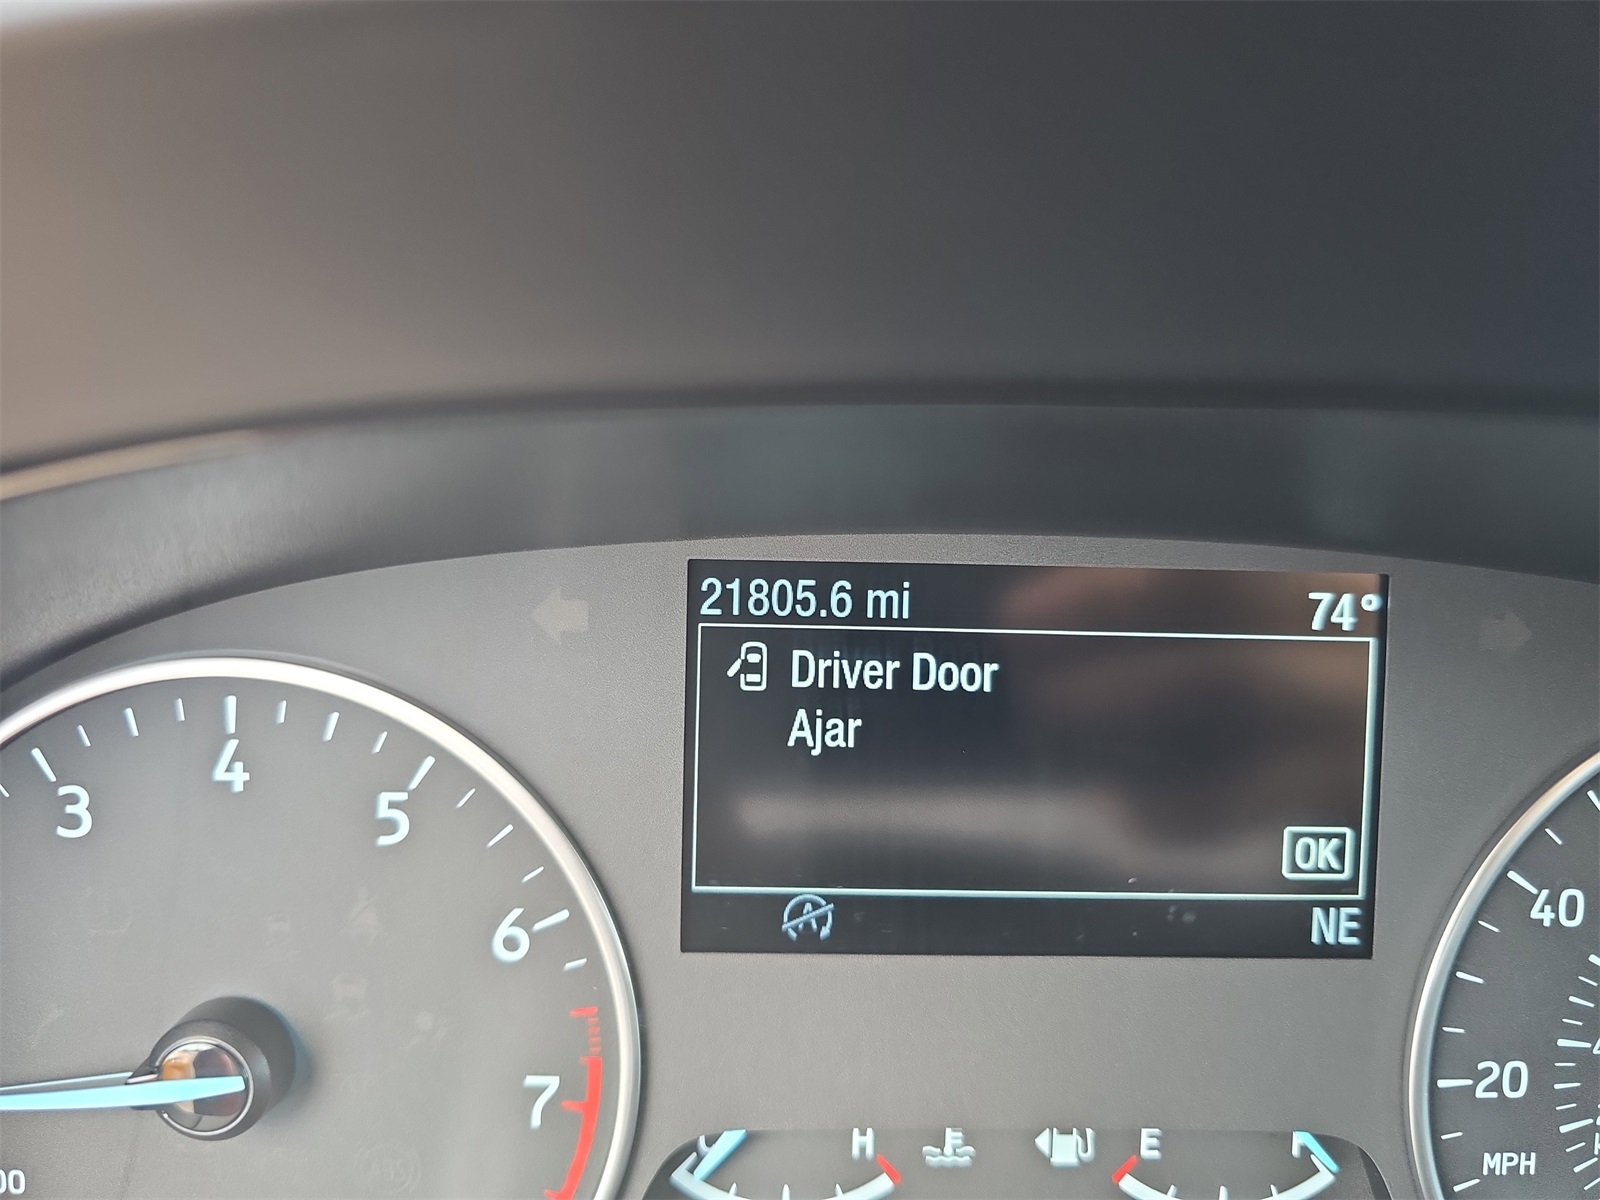 21805.6 mi 74°
Driver Door
Ajar
OK
NE
3 4 5 6 7
40
20
MPH
H E F